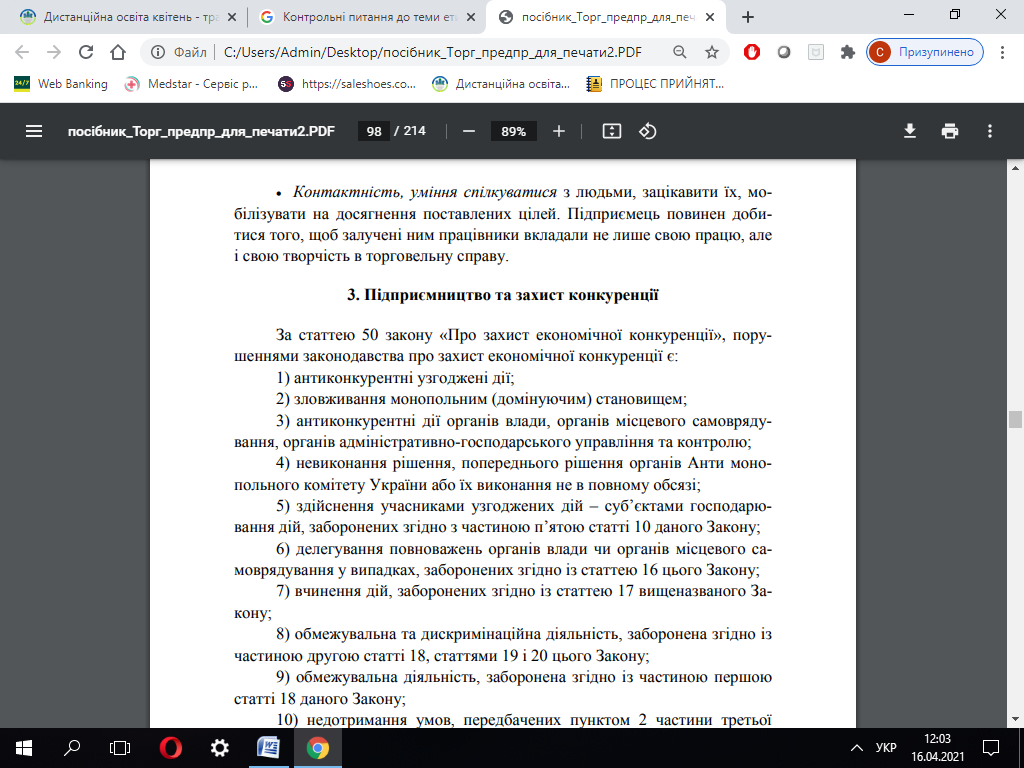 Дистанційна освіта квітень - тра
Контрольні питання до теми ети
посібник_Торг_предпр_для_печ
Файл
C:/Users/Admin/Desktop/посібник_Торг_предпр_для_печати2.PDF
С
Призупинено
24/7 Web Banking
Medstar - Сервіс р...
SS https://saleshoes.co...
Дистанційна освіта...
ПРОЦЕС ПРИЙНЯТ...
посібник_Торг_предпр_для_печати2.PDF
98 / 214
89%
• Контактність, уміння спілкуватися з людьми, зацікавити їх, мо-
білізувати на досягнення поставлених цілей. Підприємець повинен доби-
тися того, щоб залучені ним працівники вкладали не лише свою працю, але
і свою творчість в торговельну справу.
3. Підприємництво та захист конкуренції
За статтею 50 закону «Про захист економічної конкуренції», пору-
шеннями законодавства про захист економічної конкуренції є:
1) антиконкурентні узгоджені дії;
2) зловживання монопольним (домінуючим) становищем;
3) антиконкурентні дії органів влади, органів місцевого самовряду-
вання, органів адміністративно-господарського управління та контролю;
4) невиконання рішення, попереднього рішення органів Анти моно-
польного комітету України або їх виконання не в повному обсязі;
5) здійснення учасниками узгоджених дій – суб’єктами господарю-
вання дій, заборонених згідно з частиною п’ятою статті 10 даного Закону;
6) делегування повноважень органів влади чи органів місцевого са-
моврядування у випадках, заборонених згідно із статтею 16 цього Закону;
7) вчинення дій, заборонених згідно із статтею 17 вищеназваного За-
кону;
8) обмежувальна та дискримінаційна діяльність, заборонена згідно із
частиною другою статті 18, статтями 19 і 20 цього Закону;
9) обмежувальна діяльність, заборонена згідно із частиною першою
статті 18 даного Закону;
10) недотримання умов, передбачених пунктом 2 частини третьої
УКР
12:03
16.04.2021